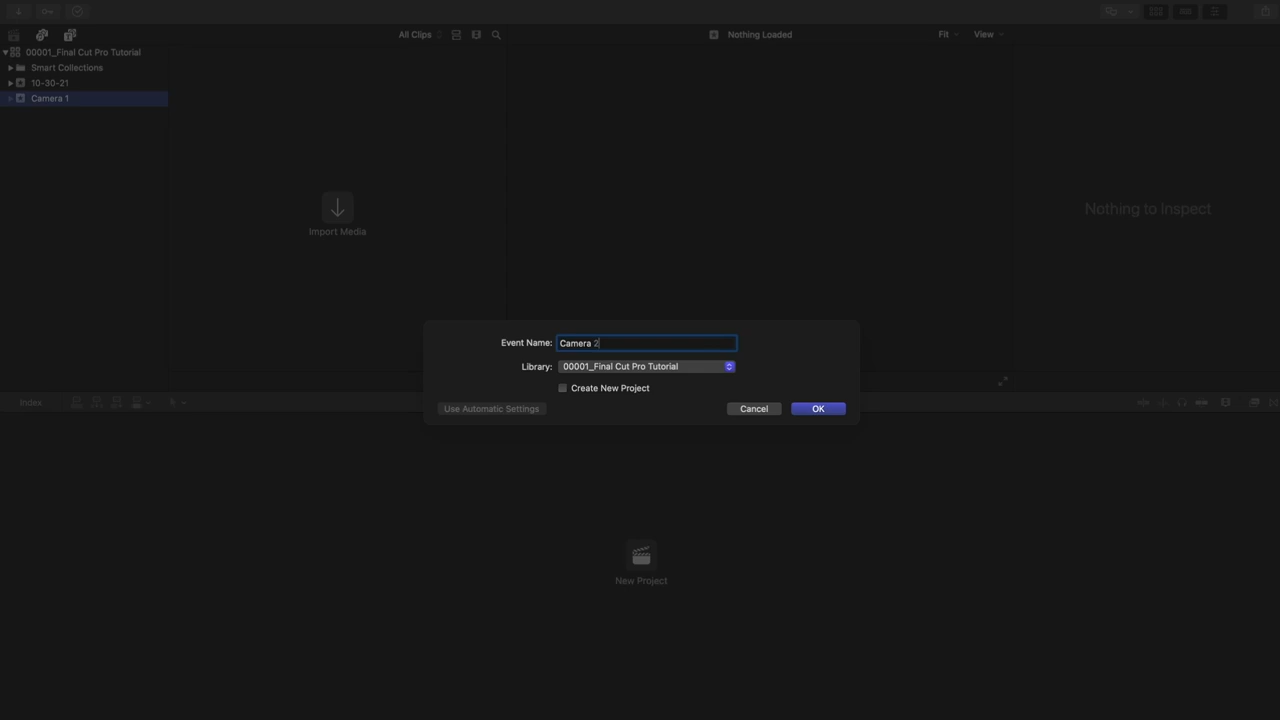 All Clips
Nothing Loaded
Fit
View
00001_Final Cut Pro Tutorial
Smart Collections
10-30-21
Camera 1
Import Media
Nothing to Inspect
Event Name: Camera 2
Library: 00001_Final Cut Pro Tutorial
Create New Project
Use Automatic Settings
Cancel
OK
Index
New Project